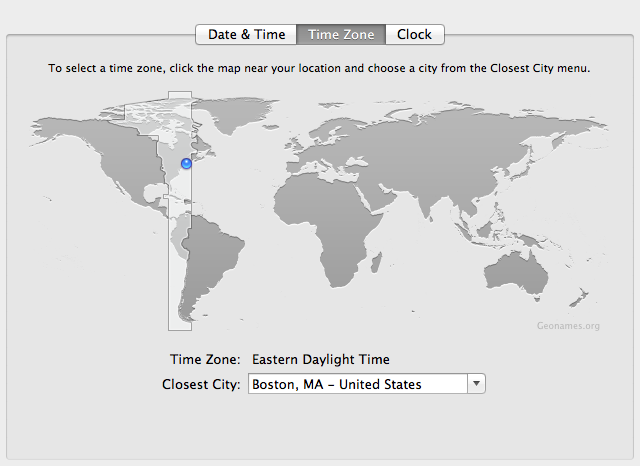 Date & Time Time Zone Clock
To select a time zone, click the map near your location and choose a city from the Closest City menu.
Geonames.org
Time Zone: Eastern Daylight Time
Closest City: Boston, MA – United States